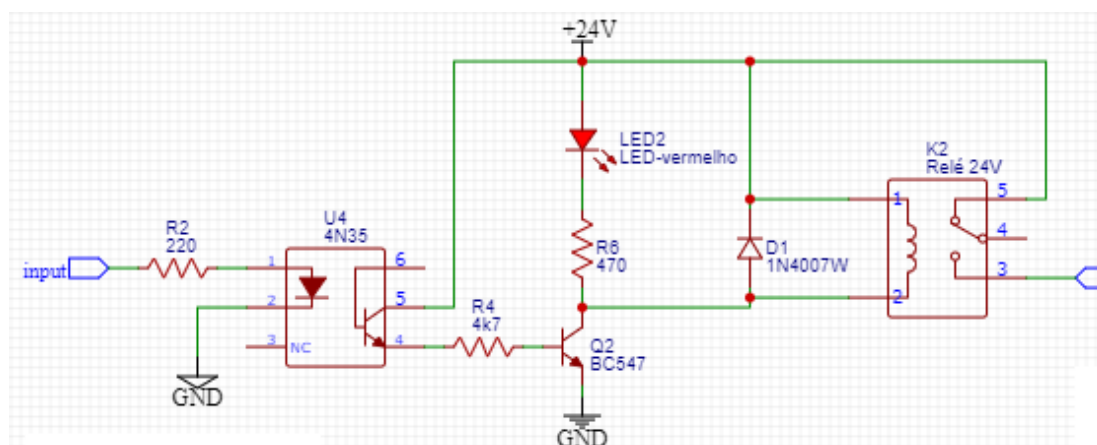 +24V
LED2
LED-vermelho
K2
Relé 24V
1
5
4
3
2
R2
220
input
U4
4N35
1
6
2
5
3
NC
4
R4
4k7
R6
470
D1
1N4007W
Q2
BC547
GND
GND